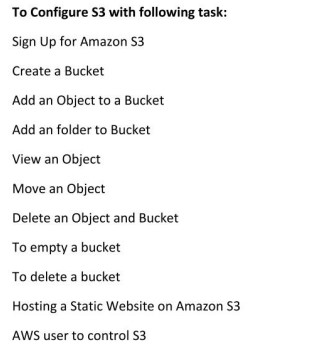 To Configure S3 with following task:
Sign Up for Amazon S3
Create a Bucket
Add an Object to a Bucket
Add an folder to Bucket
View an Object
Move an Object
Delete an Object and Bucket
To empty a bucket
To delete a bucket
Hosting a Static Website on Amazon S3
AWS user to control S3